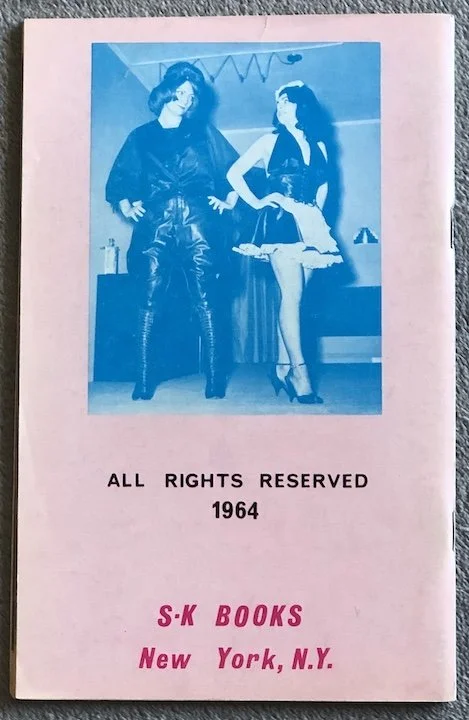 ALL RIGHTS RESERVED
1964
S-K BOOKS
New York, N.Y.